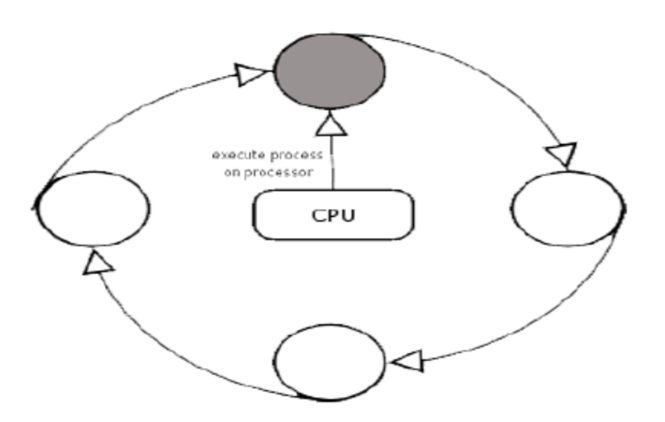 execute process
on processor
CPU